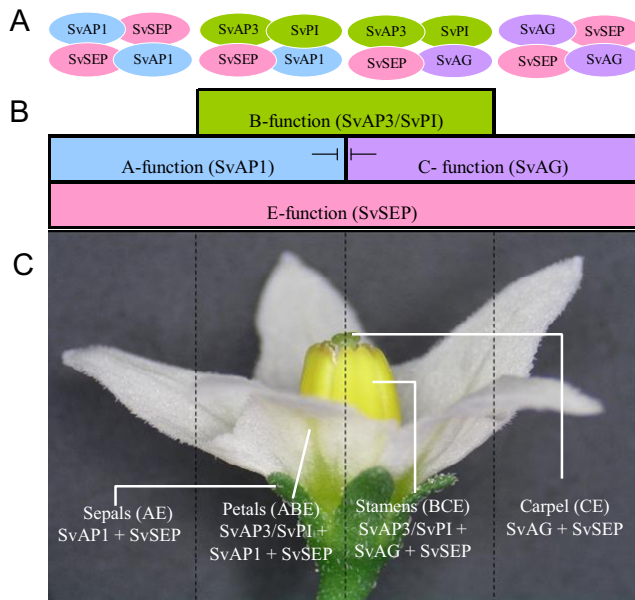 A
SvAP1 SvSEP SvAP3 SvPI SvAP3 SvPI SvAG SvSEP
SvSEP SvAP1 SvSEP SvAP1 SvSEP SvAG SvSEP SvAG
B
B-function (SvAP3/SvPI)
A-function (SvAP1)
C- function (SvAG)
E-function (SvSEP)
C
Sepals (AE)
SvAP1 + SvSEP
Petals (ABE)
SvAP3/SvPI +
SvAP1 + SvSEP
Stamens (BCE)
SvAP3/SvPI +
SvAG + SvSEP
Carpel (CE)
SvAG + SvSEP